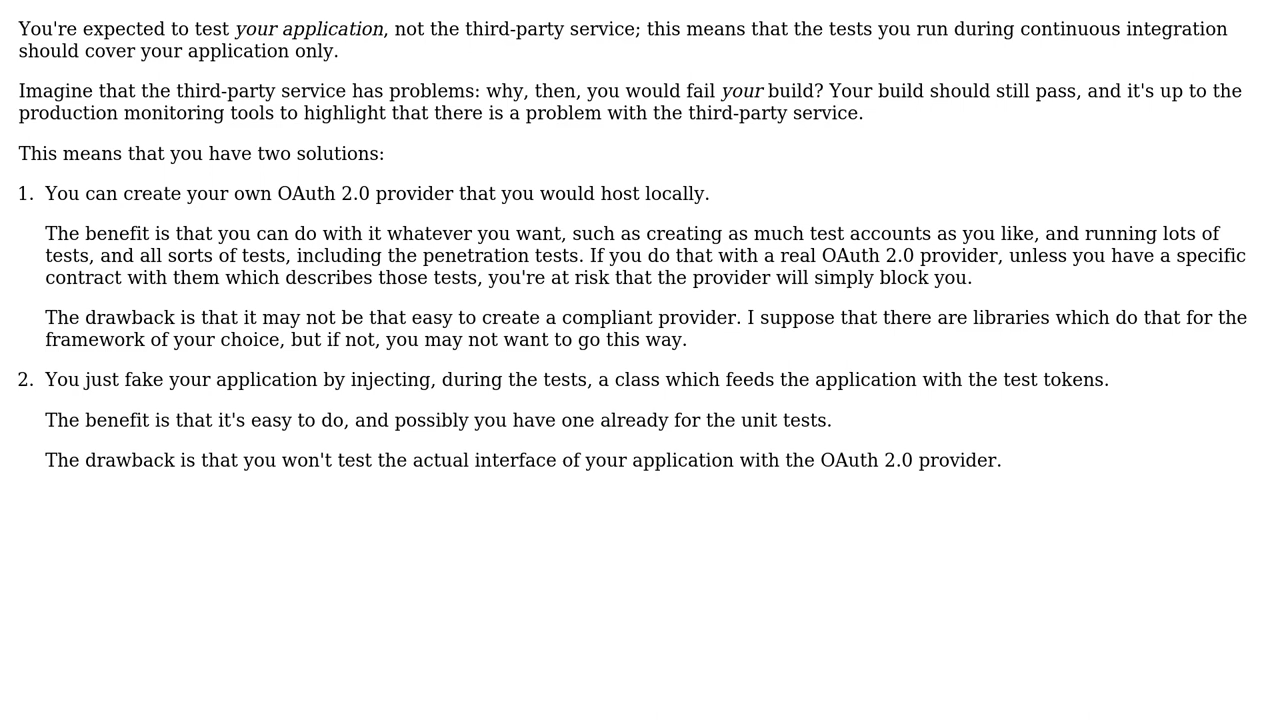 You're expected to test your application, not the third-party service; this means that the tests you run during continuous integration
should cover your application only.
Imagine that the third-party service has problems: why, then, you would fail your build? Your build should still pass, and it's up to the
production monitoring tools to highlight that there is a problem with the third-party service.
This means that you have two solutions:
1. You can create your own OAuth 2.0 provider that you would host locally.
The benefit is that you can do with it whatever you want, such as creating as much test accounts as you like, and running lots of
tests, and all sorts of tests, including the penetration tests. If you do that with a real OAuth 2.0 provider, unless you have a specific
contract with them which describes those tests, you're at risk that the provider will simply block you.
The drawback is that it may not be that easy to create a compliant provider. I suppose that there are libraries which do that for the
framework of your choice, but if not, you may not want to go this way.
2. You just fake your application by injecting, during the tests, a class which feeds the application with the test tokens.
The benefit is that it's easy to do, and possibly you have one already for the unit tests.
The drawback is that you won't test the actual interface of your application with the OAuth 2.0 provider.